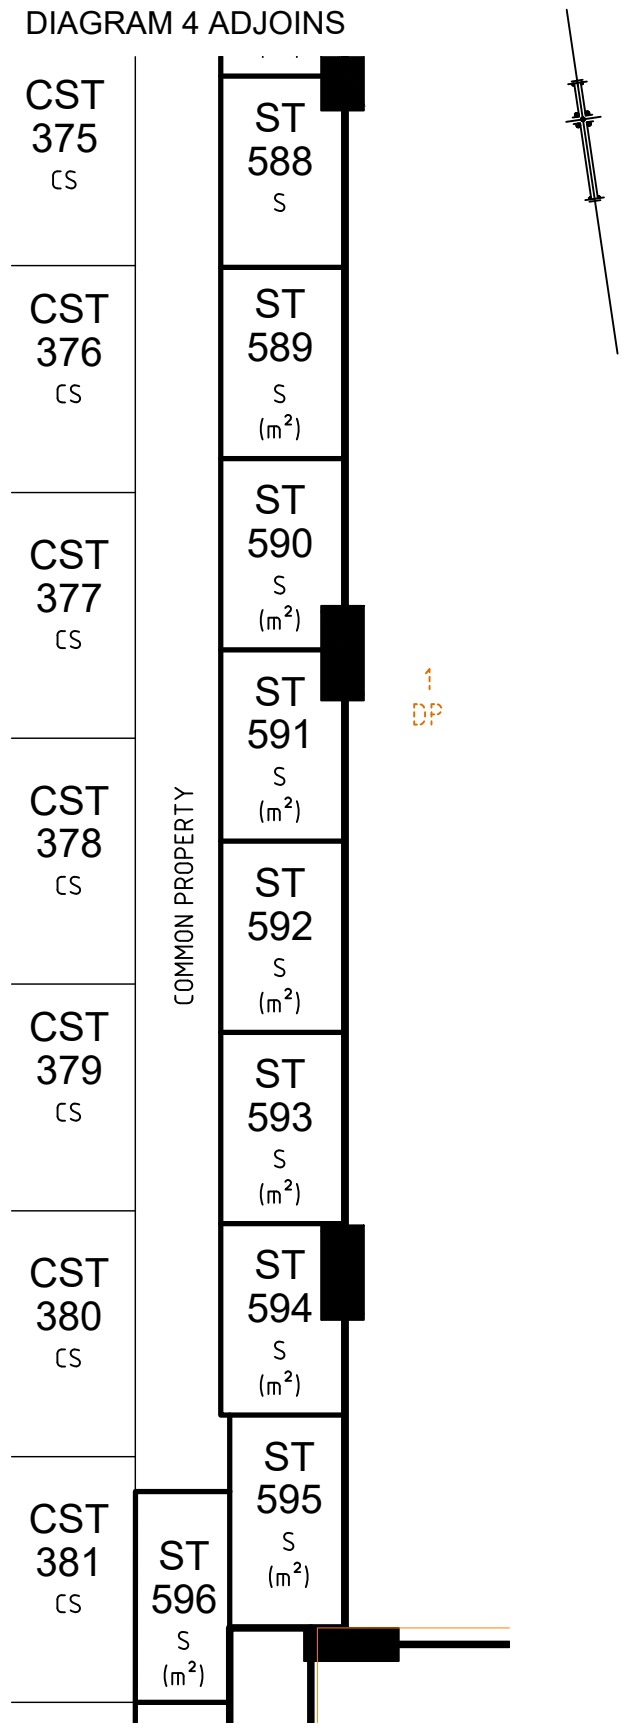 DIAGRAM 4 ADJOINS
CST
375
CS
ST
588
S
CST
376
CS
ST
589
S
(m²)
CST
377
CS
ST
590
S
(m²)
1
DP
ST
591
S
(m²)
CST
378
CS
COMMON PROPERTY
ST
592
S
(m²)
CST
379
CS
ST
593
S
(m²)
CST
380
CS
ST
594
S
(m²)
CST
381
CS
ST
595
S
(m²)
ST
596
S
(m²)